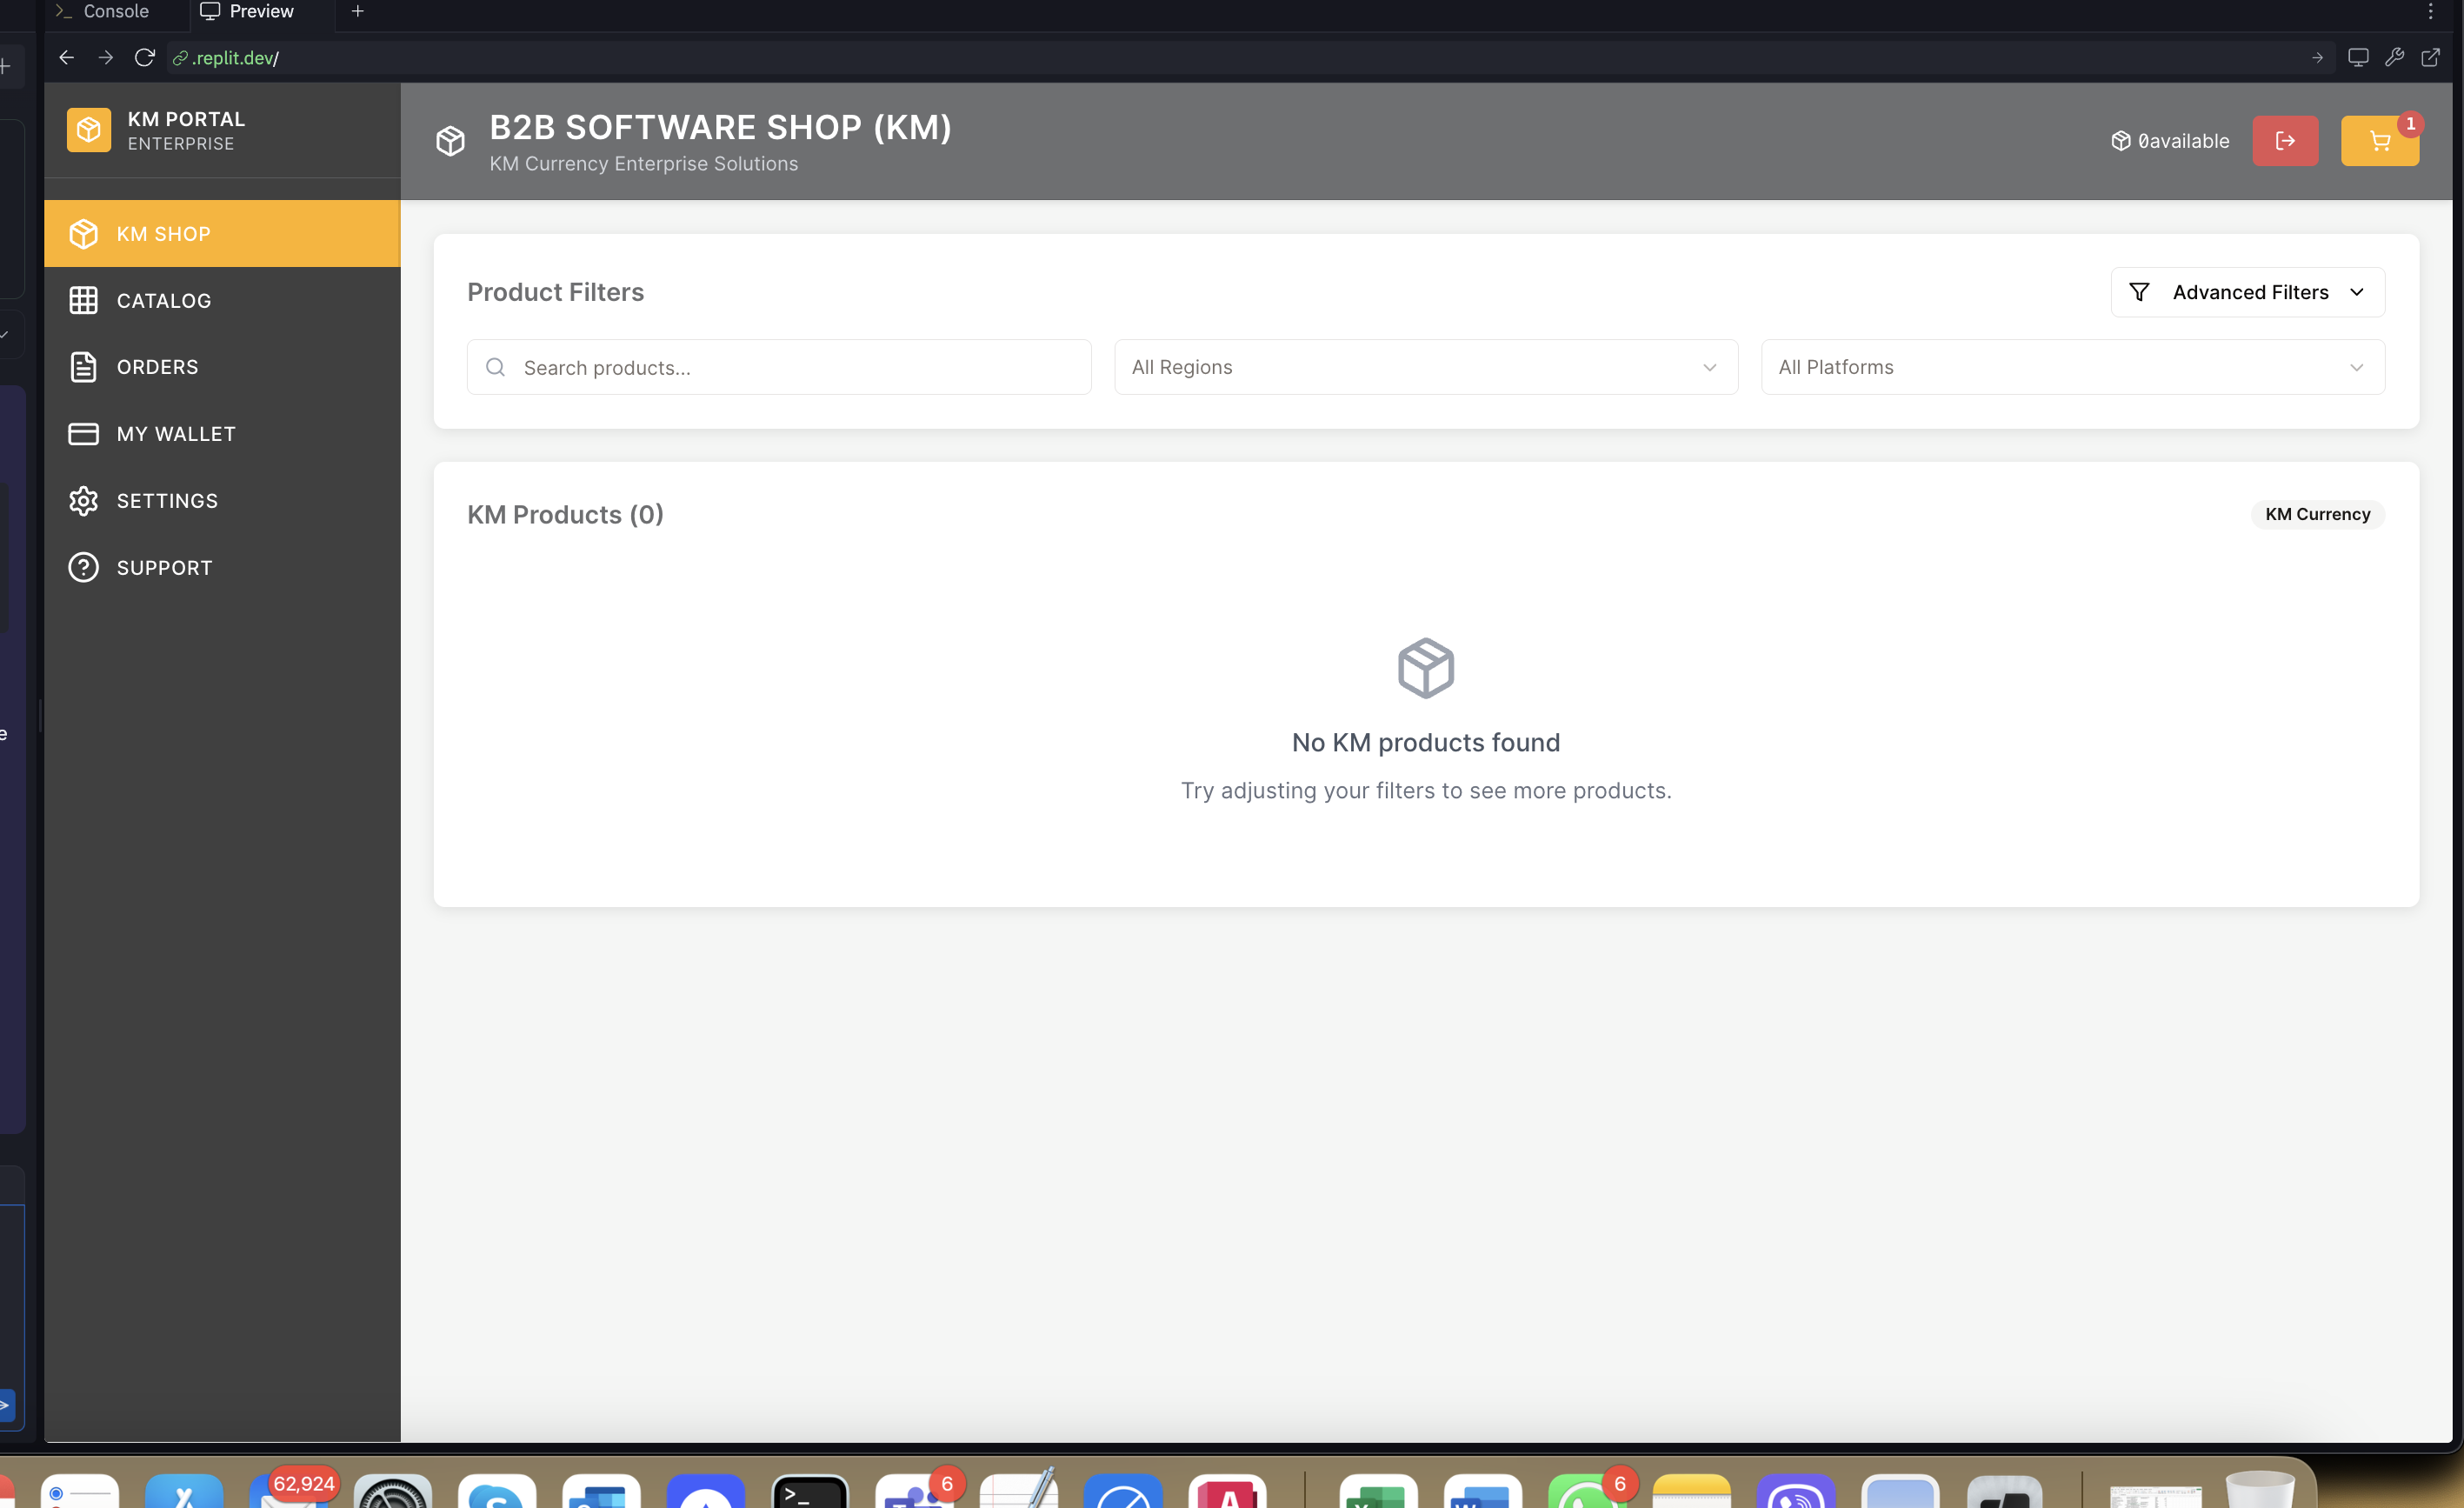 Console
Preview
.replit.dev/
KM PORTAL
ENTERPRISE
B2B SOFTWARE SHOP (KM)
KM Currency Enterprise Solutions
0available
1
KM SHOP
CATALOG
ORDERS
MY WALLET
SETTINGS
SUPPORT
Product Filters
Advanced Filters
Search products...
All Regions
All Platforms
KM Products (0)
KM Currency
No KM products found
Try adjusting your filters to see more products.
e
62,924
6
6